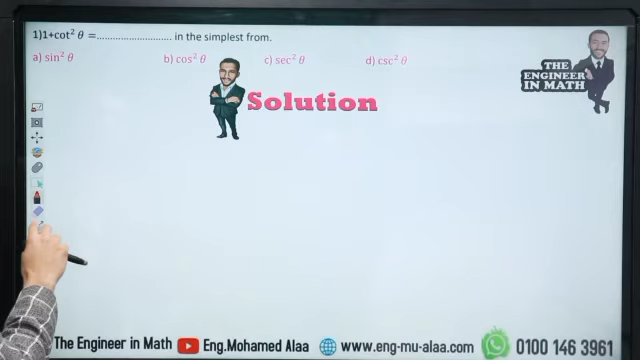 1)1+cot² θ =........................... in the simplest from.
a) sin² θ b) cos² θ c) sec² θ d) csc² θ
THE
ENGINEER
IN MATH
Solution
The Engineer in Math Eng.Mohamed Alaa www.eng-mu-alaa.com 0100 146 3961